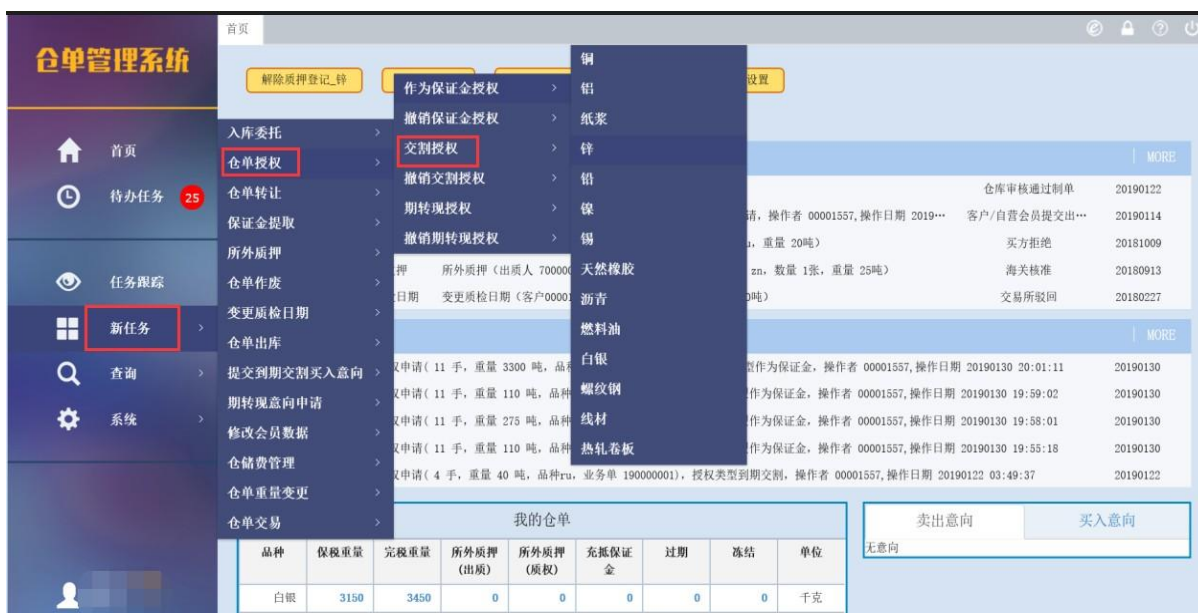 仓单管理系统
首页
待办任务 25
任务跟踪
新任务
查询
系统
首页
解除质押登记_锌
设置
入库委托
仓单授权
仓单转让
保证金提取
所外质押
仓单作废
变更质检日期
仓单出库
提交到期交割买入意向
期转现意向申请
修改会员数据
仓储费管理
仓单重量变更
仓单交易
作为保证金授权
撤销保证金授权
交割授权
撤销交割授权
期转现授权
撤销期转现授权
铜
铝
纸浆
锌
铅
镍
锡
天然橡胶
沥青
燃料油
白银
螺纹钢
线材
热轧卷板
MORE
仓库审核通过制单 20190122
请, 操作者 00001557,操作日期 2019… 客户/自营会员提交出… 20190114
, 重量 20吨) 买方拒绝 20181009
押 所外质押 (出质人 70000 zn, 数量 1张, 重量 25吨) 海关核准 20180913
日期 变更质检日期 (客户0000 吨) 交易所驳回 20180227
MORE
申请( 11 手, 重量 3300 吨, 品 型作为保证金, 操作者 00001557,操作日期 20190130 20:01:11 20190130
申请( 11 手, 重量 110 吨, 品种 作为保证金, 操作者 00001557,操作日期 20190130 19:59:02 20190130
申请( 11 手, 重量 275 吨, 品种 作为保证金, 操作者 00001557,操作日期 20190130 19:58:01 20190130
申请( 11 手, 重量 110 吨, 品种 作为保证金, 操作者 00001557,操作日期 20190130 19:55:18 20190130
申请( 4 手, 重量 40 吨, 品种ru, 业务单 190000001), 授权类型到期交割, 操作者 00001557,操作日期 20190122 03:49:37 20190122
我的仓单
品种 保税重量 完税重量 所外质押(出质) 所外质押(质权) 充抵保证金 过期 冻结 单位
白银 3150 3450 0 0 0 0 0 千克
卖出意向 买入意向
无意向